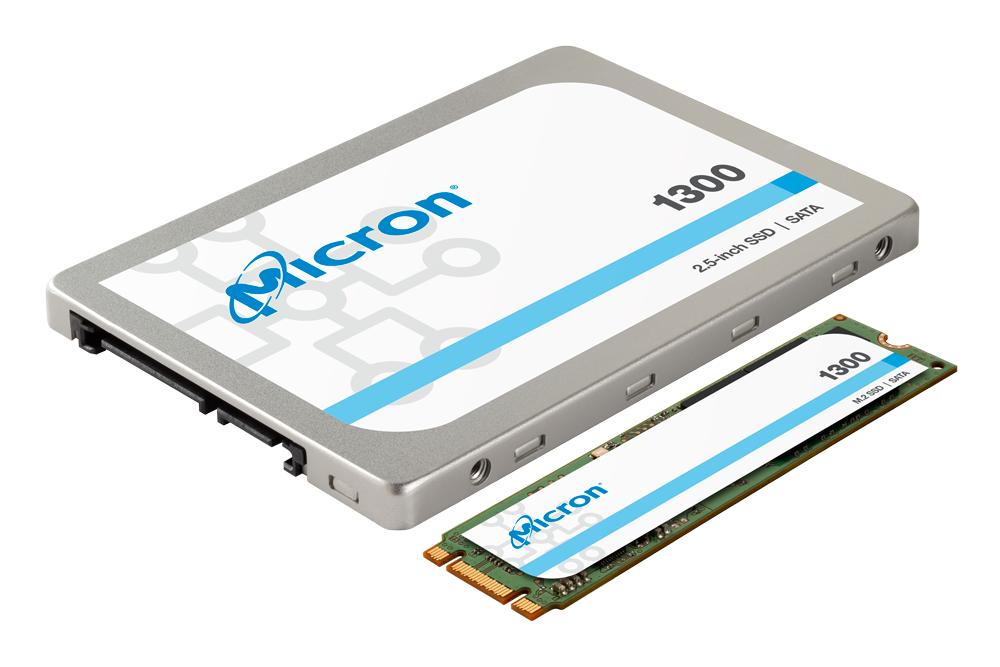 Micron®
1300
2.5-inch SSD | SATA
Micron
1300
M.2 SSD | SATA